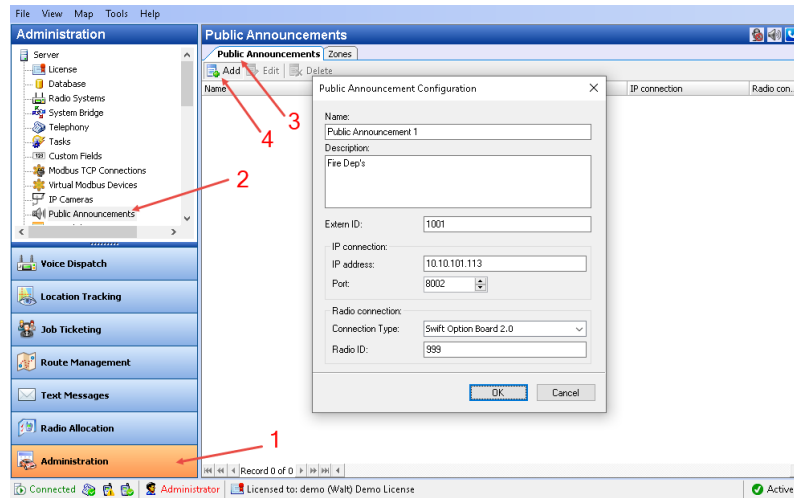 File View Map Tools Help
Administration
Server
License
Database
Radio Systems
System Bridge
Telephony
Tasks
Custom Fields
Modbus TCP Connections
Virtual Modbus Devices
IP Cameras
Public Announcements
Voice Dispatch
Location Tracking
Job Ticketing
Route Management
Text Messages
Radio Allocation
Administration
Public Announcements
Public Announcements Zones
Add Edit Delete
Name IP connection Radio con...
Public Announcement Configuration
Name:
Public Announcement 1
Description:
Fire Dep's
Extern ID: 1001
IP connection:
IP address: 10.10.101.113
Port: 8002
Radio connection:
Connection Type: Swift Option Board 2.0
Radio ID: 999
OK Cancel
3
4
2
1
Record 0 of 0
Connected Administrator Licensed to: demo (Walt) Demo License Active